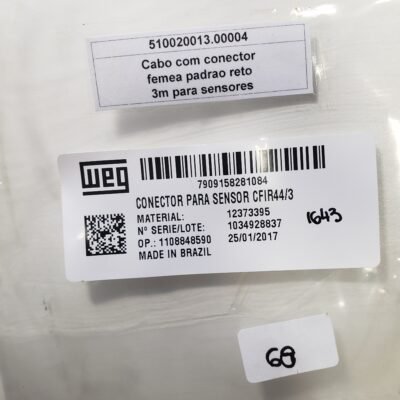 510020013.00004
Cabo com conector
femea padrao reto
3m para sensores
WEG
7909158281084
CONECTOR PARA SENSOR CFIR44/3
MATERIAL: 12373395
Nº SERIE/LOTE: 1034928837
OP.: 1108848590 25/01/2017
MADE IN BRAZIL
1643